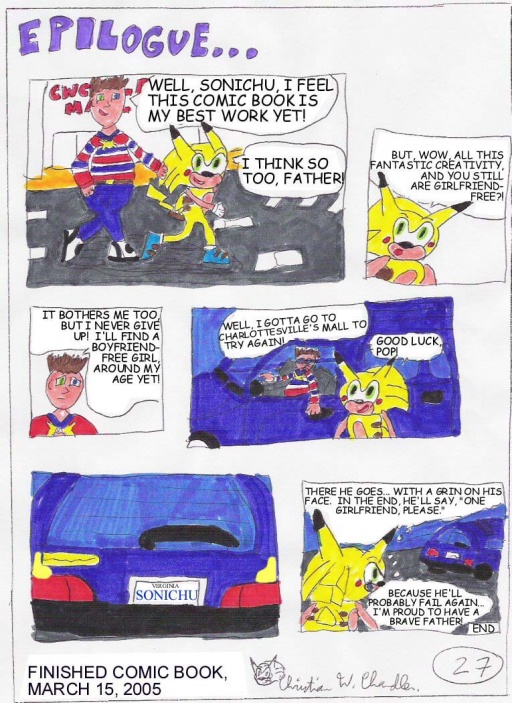 EPILOGUE...
WELL, SONICHU, I FEEL
THIS COMIC BOOK IS
MY BEST WORK YET!
I THINK SO
TOO, FATHER!
BUT, WOW, ALL THIS
FANTASTIC CREATIVITY,
AND YOU STILL
ARE GIRLFRIEND-
FREE?!
IT BOTHERS ME TOO,
BUT I NEVER GIVE
UP! I'LL FIND A
BOYFRIEND-
FREE GIRL
AROUND MY
AGE YET!
WELL, I GOTTA GO TO
CHARLOTTESVILLE'S MALL TO
TRY AGAIN!
GOOD LUCK,
POP!
VIRGINIA
SONICHU
THERE HE GOES... WITH A GRIN ON HIS
FACE. IN THE END, HE'LL SAY, "ONE
GIRLFRIEND, PLEASE."
BECAUSE HE'LL
PROBABLY FAIL AGAIN...
I'M PROUD TO HAVE A
BRAVE FATHER!
END
FINISHED COMIC BOOK,
MARCH 15, 2005
Christian W. Chandler.
27